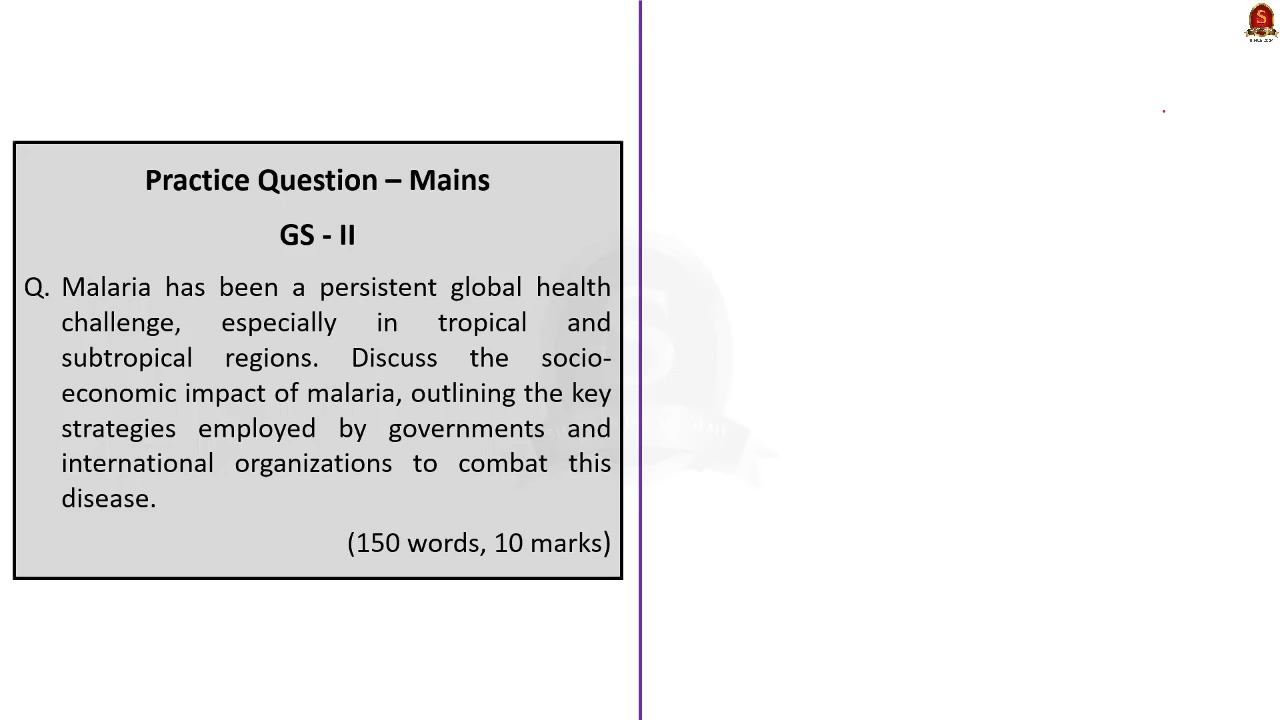 Practice Question – Mains
GS - II
Q. Malaria has been a persistent global health
challenge, especially in tropical and
subtropical regions. Discuss the socio-
economic impact of malaria, outlining the key
strategies employed by governments and
international organizations to combat this
disease.
(150 words, 10 marks)
S